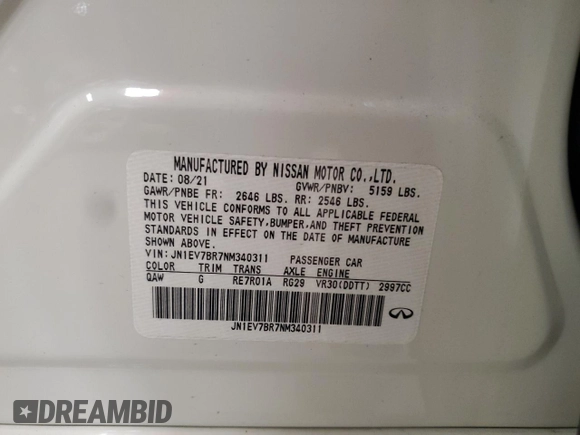 MANUFACTURED BY NISSAN MOTOR CO.,LTD.
DATE: 08/21 GVWR/PNBV: 5159 LBS.
GAWR/PNBE FR: 2646 LBS. RR: 2546 LBS.
THIS VEHICLE CONFORMS TO ALL APPLICABLE FEDERAL
MOTOR VEHICLE SAFETY,BUMPER,AND THEFT PREVENTION
STANDARDS IN EFFECT ON THE DATE OF MANUFACTURE
SHOWN ABOVE.
VIN: JN1EV7BR7NM340311 PASSENGER CAR
COLOR TRIM TRANS AXLE ENGINE
QAW G RE7R01A RG29 VR30(DDTT) 2997CC
JN1EV7BR7NM340311
DREAMBID